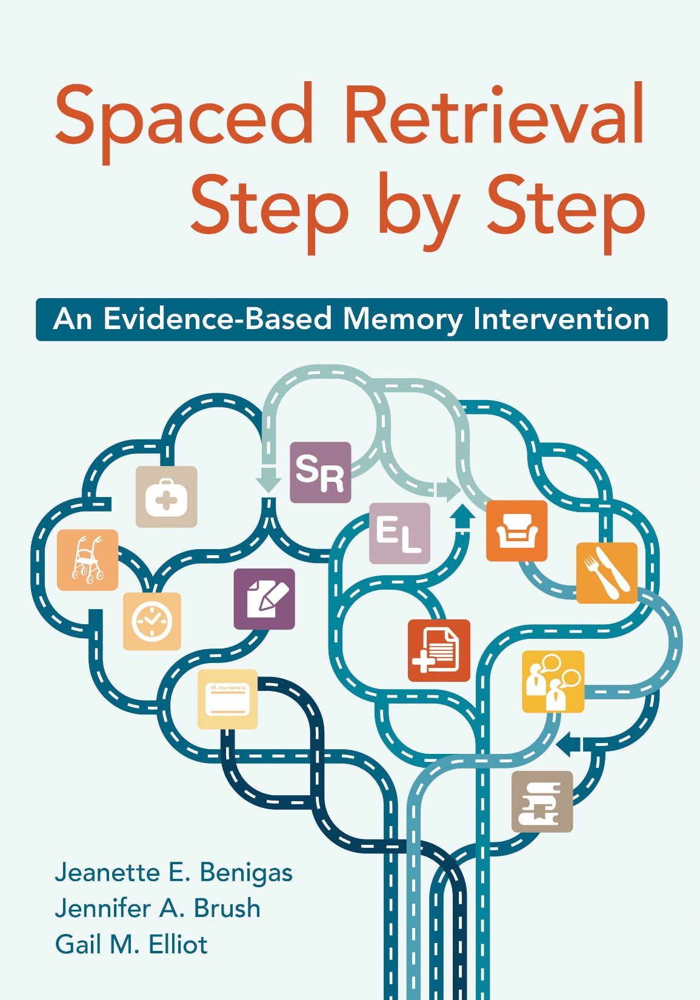 Spaced Retrieval
Step by Step
An Evidence-Based Memory Intervention
SR
EL
Hi, my name is
Jeanette E. Benigas
Jennifer A. Brush
Gail M. Elliot